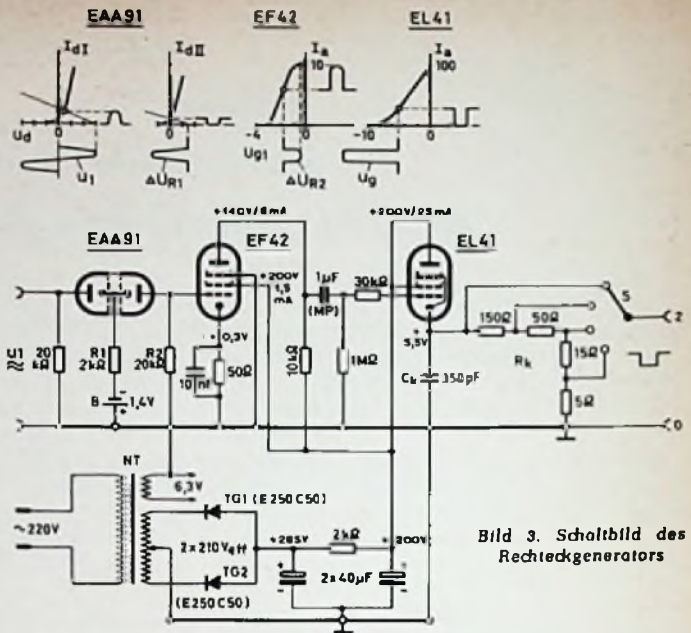 EAA91 EF42 EL41
IdI IdII Ia Ia
10 100
Ud 0 0 -4 0 -10 0
Ug1 Ug
u1 ΔUR1 ΔUR2
+140V/6mA +200V/25mA
EAA91 EF42 EL41
+200V
1,5
mA
1µF
(MP)
30kΩ
S
150Ω 50Ω 2
U1 20
kΩ
R1
2kΩ
R2
20kΩ
+0,3V
10nF 50Ω
10kΩ 1MΩ
5,5V
Ck 350pF
Rk 15Ω
5Ω
B 1,4V
0
NT
6,3V
~220V
TG1 (E250C50)
2x210Veff
TG2
(E250C50)
+285V 2kΩ +200V
2x40µF
Bild 3. Schaltbild des
Rechteckgenerators